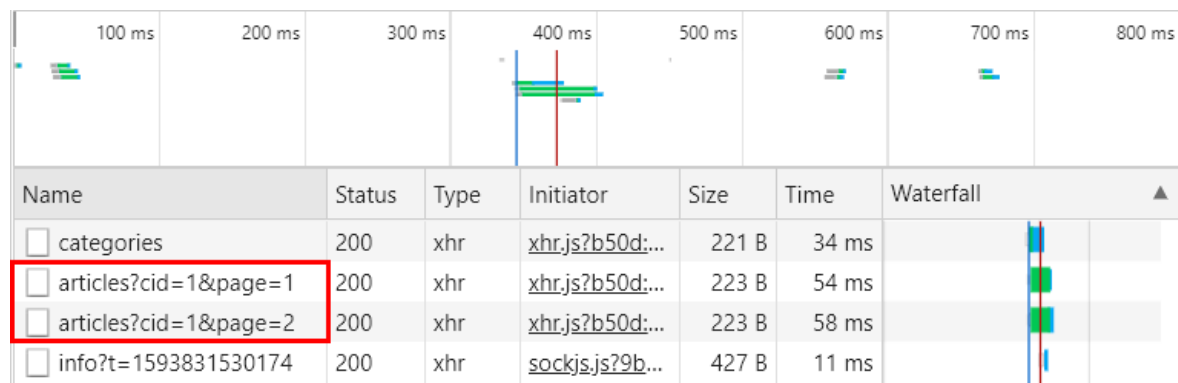 100 ms 200 ms 300 ms 400 ms 500 ms 600 ms 700 ms 800 ms
Name Status Type Initiator Size Time Waterfall ▲
categories 200 xhr xhr.js?b50d:... 221 B 34 ms
articles?cid=1&page=1 200 xhr xhr.js?b50d:... 223 B 54 ms
articles?cid=1&page=2 200 xhr xhr.js?b50d:... 223 B 58 ms
info?t=1593831530174 200 xhr sockjs.js?9b... 427 B 11 ms